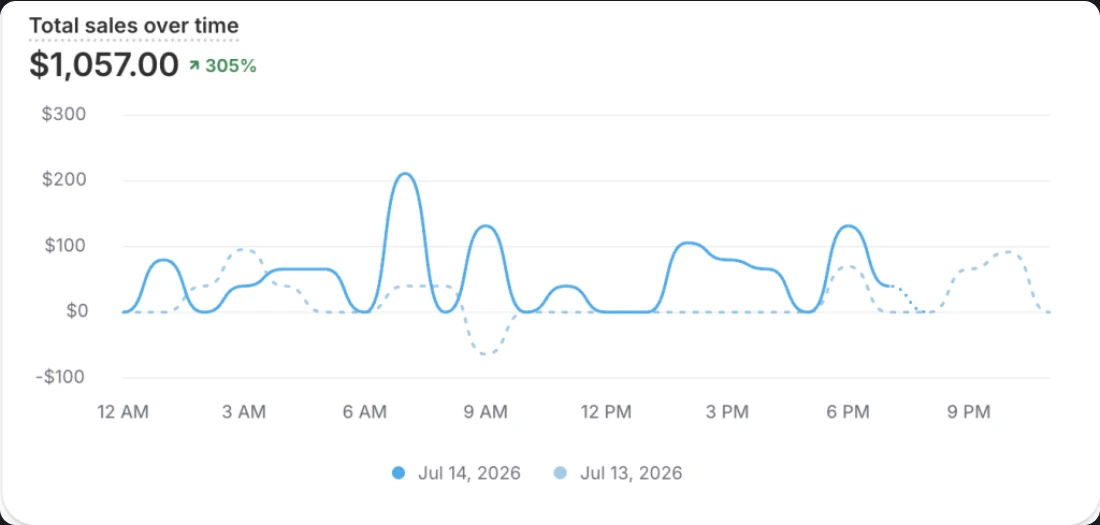 Total sales over time
$1,057.00 ↗ 305%
$300
$200
$100
$0
-$100
12 AM 3 AM 6 AM 9 AM 12 PM 3 PM 6 PM 9 PM
Jul 14, 2026 Jul 13, 2026